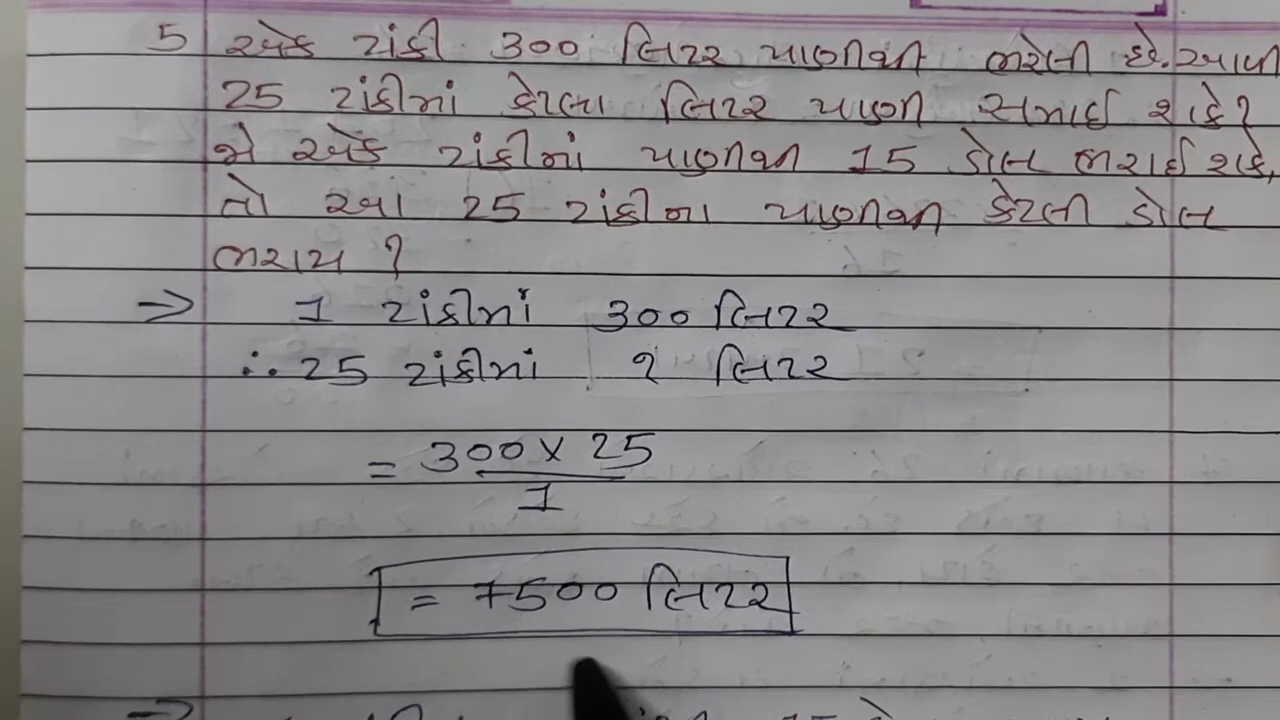 5 એક ટાંકી 300 લિટર પાણીથી ભરેલી છે. આવી
25 ટાંકીમાં કેટલા લિટર પાણી સમાઈ શકે?
જો એક ટાંકીમાં પાણીથી 15 ડોલ ભરાઈ શકે,
તો આ 25 ટાંકીના પાણીથી કેટલી ડોલ
ભરાય ?
⇒ 1 ટાંકીમાં 300 લિટર
∴ 25 ટાંકીમાં ? લિટર
= 300 × 25
1
= 7500 લિટર